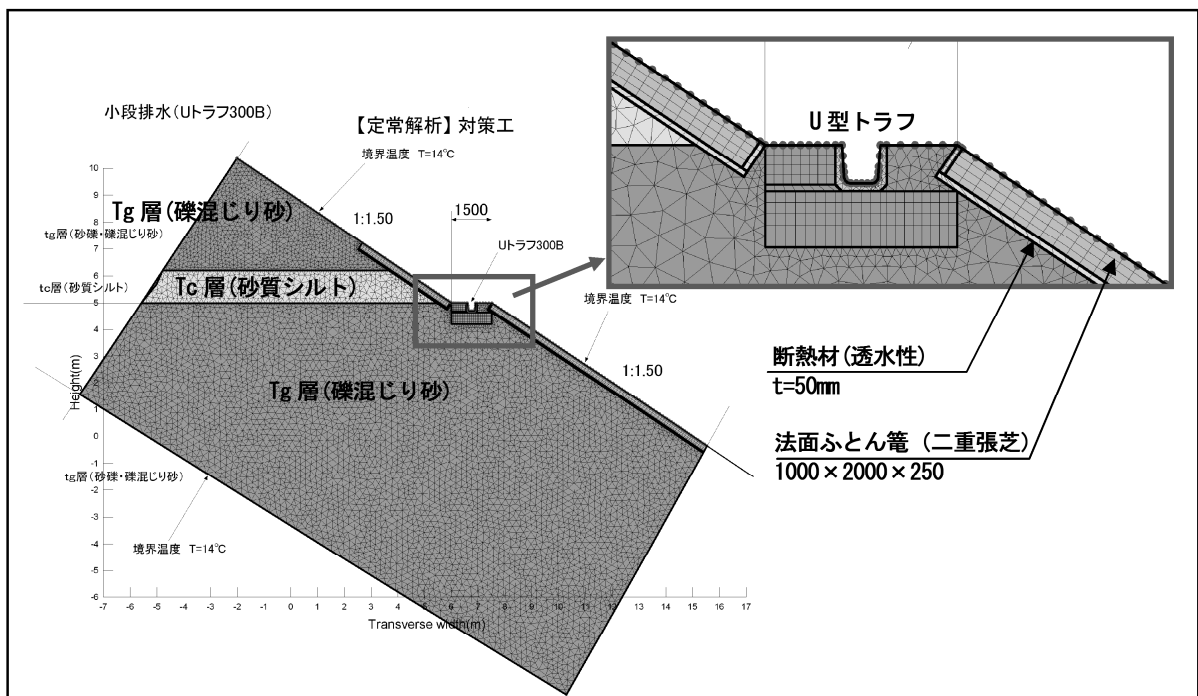 小段排水(Uトラフ300B)
【定常解析】対策工
境界温度 T=14℃
Tg層(礫混じり砂)
tg層(砂礫・礫混じり砂)
1:1.50
1500
Uトラフ300B
tc層(砂質シルト)
Tc層(砂質シルト)
境界温度 T=14℃
1:1.50
Tg層(礫混じり砂)
tg層(砂礫・礫混じり砂)
境界温度 T=14℃
Height(m)
10
9
8
7
6
5
4
3
2
1
0
-1
-2
-3
-4
-5
-6
-7 -6 -5 -4 -3 -2 -1 0 1 2 3 4 5 6 7 8 9 10 11 12 13 14 15 16 17
Transverse width(m)
U型トラフ
断熱材(透水性)
t=50mm
法面ふとん篭(二重張芝)
1000×2000×250